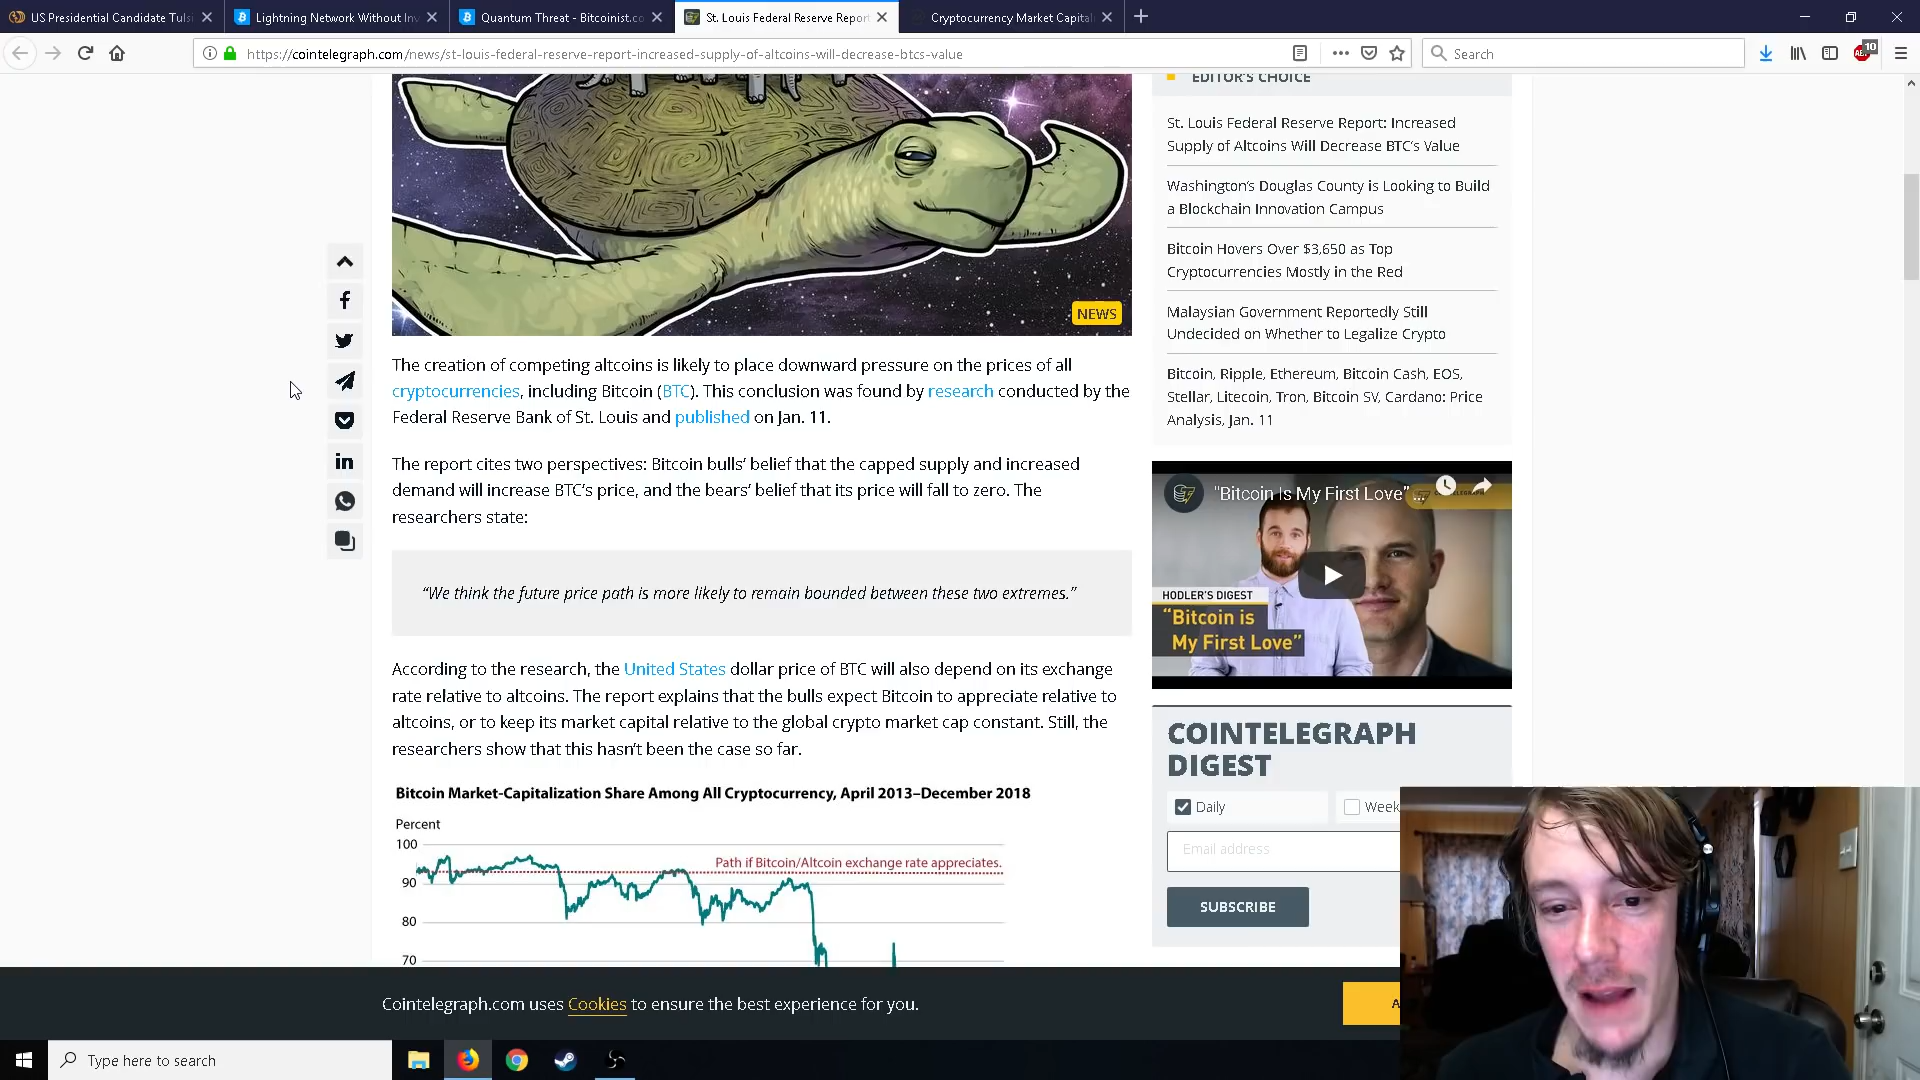 US Presidential Candidate Tulsi
Lightning Network Without Inv
Quantum Threat - Bitcoinist.co
St. Louis Federal Reserve Repor
Cryptocurrency Market Capital
https://cointelegraph.com/news/st-louis-federal-reserve-report-increased-supply-of-altcoins-will-decrease-btcs-value
Search
10
NEWS
The creation of competing altcoins is likely to place downward pressure on the prices of all
cryptocurrencies, including Bitcoin (BTC). This conclusion was found by research conducted by the
Federal Reserve Bank of St. Louis and published on Jan. 11.
The report cites two perspectives: Bitcoin bulls’ belief that the capped supply and increased
demand will increase BTC’s price, and the bears’ belief that its price will fall to zero. The
researchers state:
“We think the future price path is more likely to remain bounded between these two extremes.”
According to the research, the United States dollar price of BTC will also depend on its exchange
rate relative to altcoins. The report explains that the bulls expect Bitcoin to appreciate relative to
altcoins, or to keep its market capital relative to the global crypto market cap constant. Still, the
researchers show that this hasn’t been the case so far.
Bitcoin Market-Capitalization Share Among All Cryptocurrency, April 2013–December 2018
Percent
100
Path if Bitcoin/Altcoin exchange rate appreciates.
90
80
70
EDITOR'S CHOICE
St. Louis Federal Reserve Report: Increased
Supply of Altcoins Will Decrease BTC’s Value
Washington’s Douglas County is Looking to Build
a Blockchain Innovation Campus
Bitcoin Hovers Over $3,650 as Top
Cryptocurrencies Mostly in the Red
Malaysian Government Reportedly Still
Undecided on Whether to Legalize Crypto
Bitcoin, Ripple, Ethereum, Bitcoin Cash, EOS,
Stellar, Litecoin, Tron, Bitcoin SV, Cardano: Price
Analysis, Jan. 11
"Bitcoin Is My First Love” ...
HODLER'S DIGEST
“Bitcoin is
My First Love”
COINTELEGRAPH
DIGEST
Daily
Week
Email address
SUBSCRIBE
Cointelegraph.com uses Cookies to ensure the best experience for you.
A
Type here to search